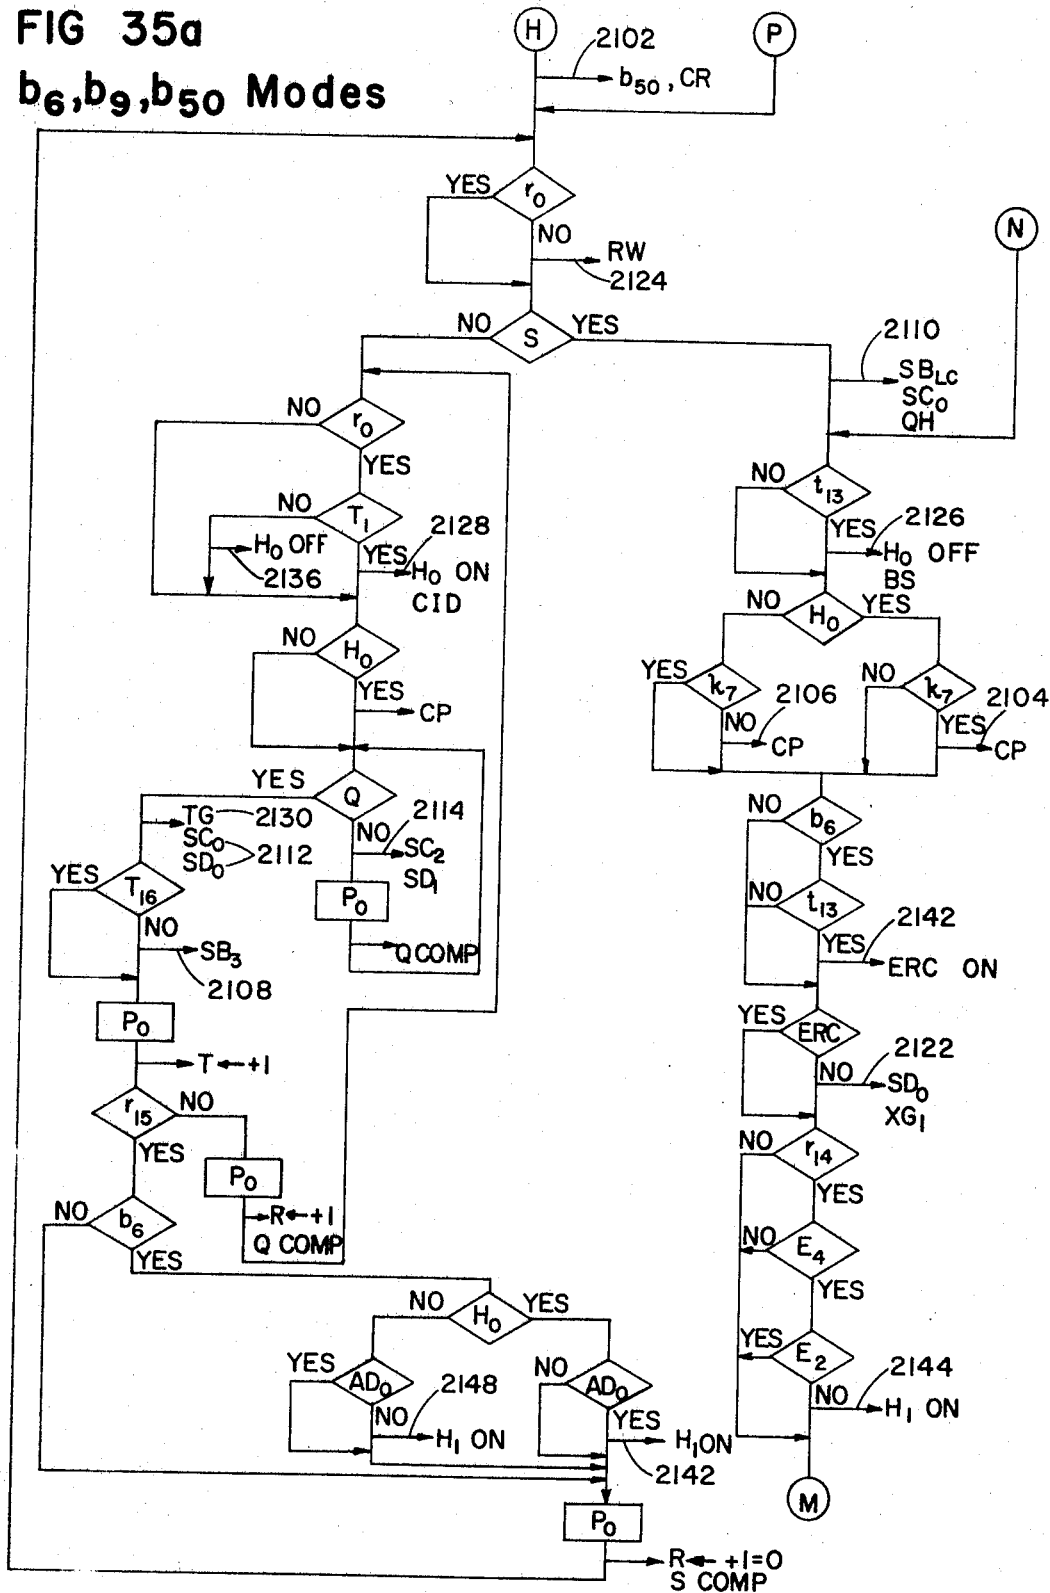 FIG 35a
b6, b9, b50 Modes
H
P
2102
b50, CR
YES
r0
NO
RW
2124
N
NO
S
YES
2110
SBLC
SC0
QH
NO
r0
YES
NO
t13
YES
2126
H0 OFF
BS
NO
T1
YES
2128
H0 OFF
2136
H0 ON
CID
NO
H0
YES
NO
H0
YES
CP
YES
k7
NO
2106
CP
NO
k7
YES
2104
CP
YES
Q
NO
2114
SC2
SD1
TG
2130
SC0
2112
SD0
NO
b6
YES
YES
T16
NO
P0
Q COMP
NO
t13
YES
2142
ERC ON
SB3
2108
P0
T←+1
YES
ERC
NO
2122
SD0
XG1
r15
NO
YES
P0
R←+1
Q COMP
NO
r14
YES
NO
b6
YES
NO
E4
YES
NO
H0
YES
YES
E2
NO
2144
H1 ON
YES
AD0
NO
2148
H1 ON
NO
AD0
YES
H1 ON
2142
M
P0
R← +1=0
S COMP